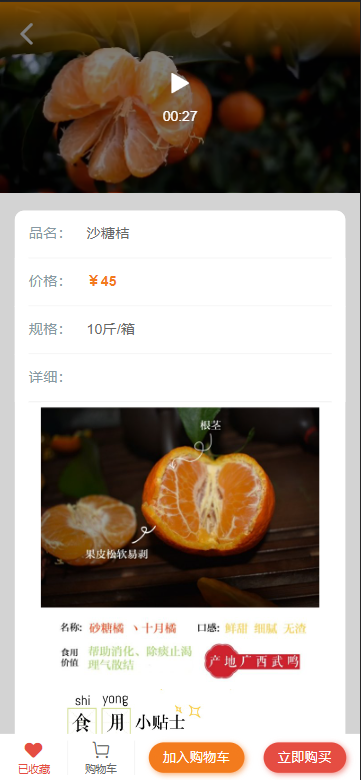 00:27
品名： 沙糖桔
价格： ￥45
规格： 10斤/箱
详细：
根茎
果皮松软易剥
名称: 砂糖橘 、十月橘 口感: 鲜甜 细腻 无渣
食用价值 帮助消化、除痰止渴
理气散结
产地广西武鸣
shi yong
食用小贴士
已收藏 购物车 加入购物车 立即购买